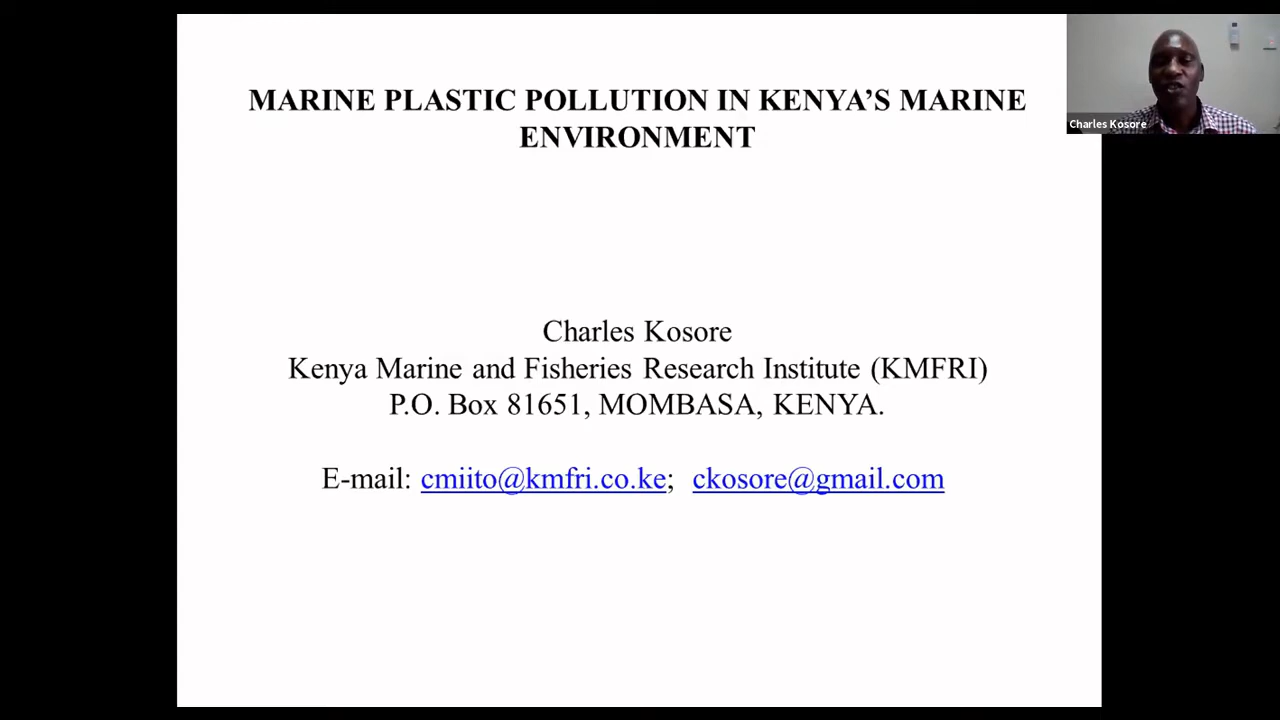 MARINE PLASTIC POLLUTION IN KENYA’S MARINE
ENVIRONMENT
Charles Kosore
Charles Kosore
Kenya Marine and Fisheries Research Institute (KMFRI)
P.O. Box 81651, MOMBASA, KENYA.
E-mail: cmiito@kmfri.co.ke; ckosore@gmail.com